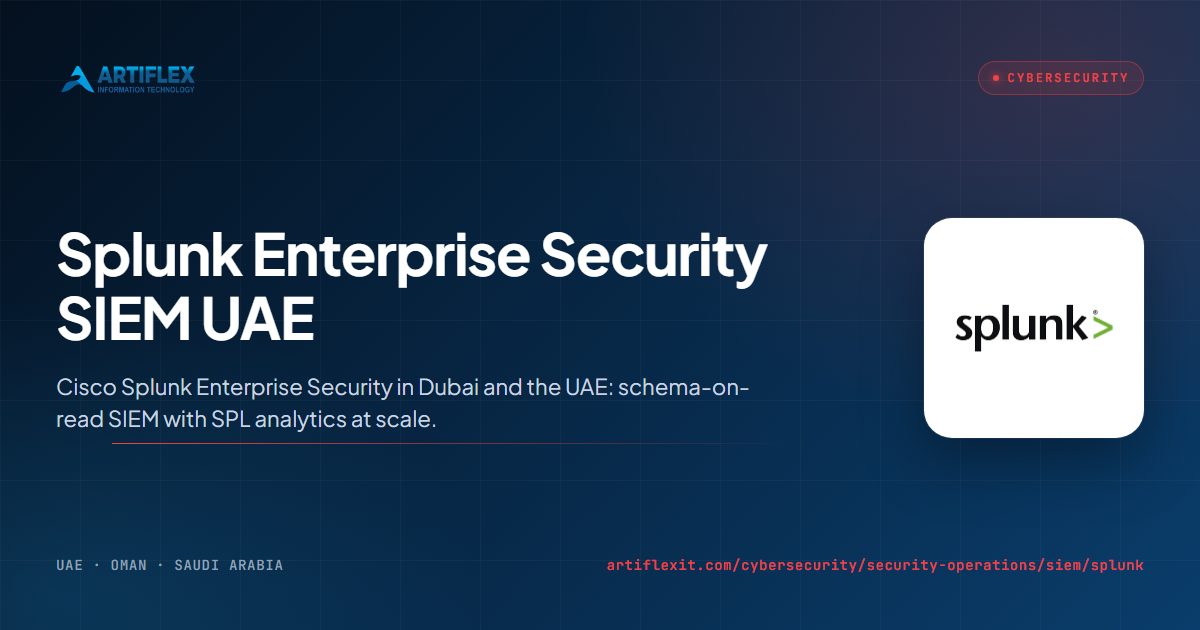 ARTIFLEX
INFORMATION TECHNOLOGY
CYBERSECURITY
Splunk Enterprise Security
SIEM UAE
Cisco Splunk Enterprise Security in Dubai and the UAE: schema-on-
read SIEM with SPL analytics at scale.
splunk>®
UAE · OMAN · SAUDI ARABIA
artiflexit.com/cybersecurity/security-operations/siem/splunk